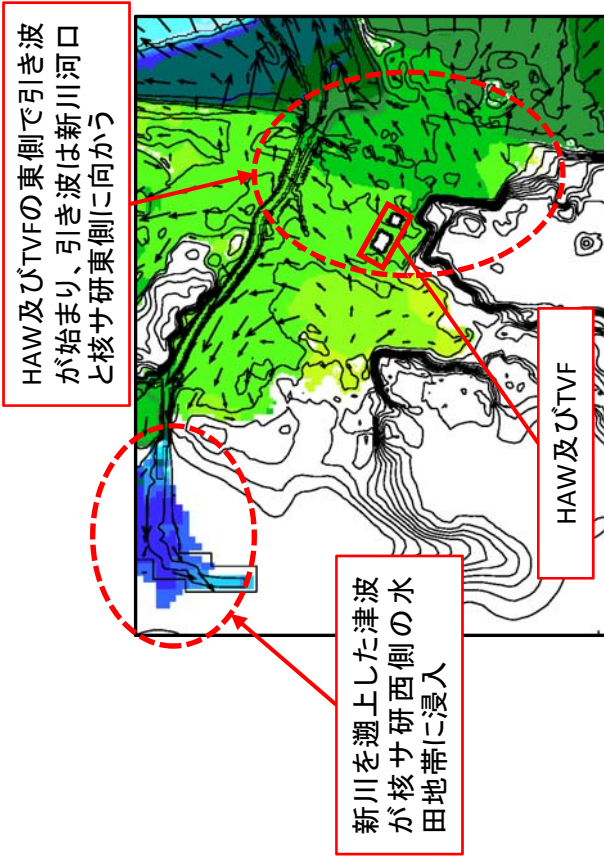 HAW及びTVFの東側で引き波
が始まり、引き波は新川河口
と核サ研東側に向かう
新川を遡上した津波
が核サ研西側の水
田地帯に浸入
HAW及びTVF